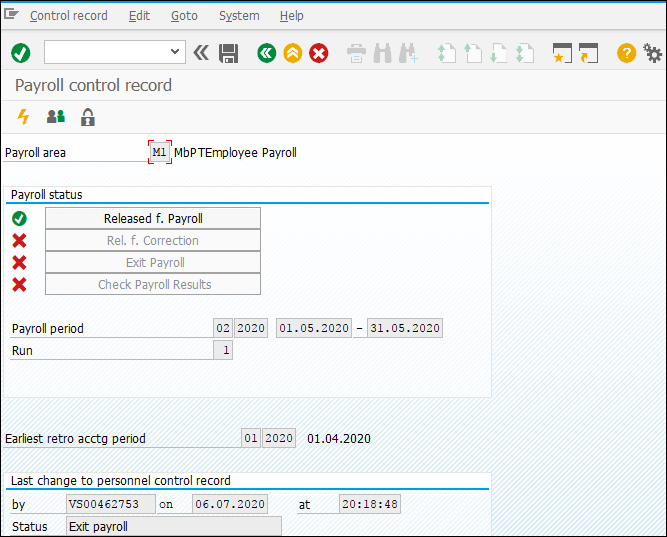 Control record Edit Goto System Help
Payroll control record
Payroll area M1 MbPTEmployee Payroll
Payroll status
Released f. Payroll
Rel. f. Correction
Exit Payroll
Check Payroll Results
Payroll period 02 2020 01.05.2020 - 31.05.2020
Run 1
Earliest retro acctg period 01 2020 01.04.2020
Last change to personnel control record
by VS00462753 on 06.07.2020 at 20:18:48
Status Exit payroll